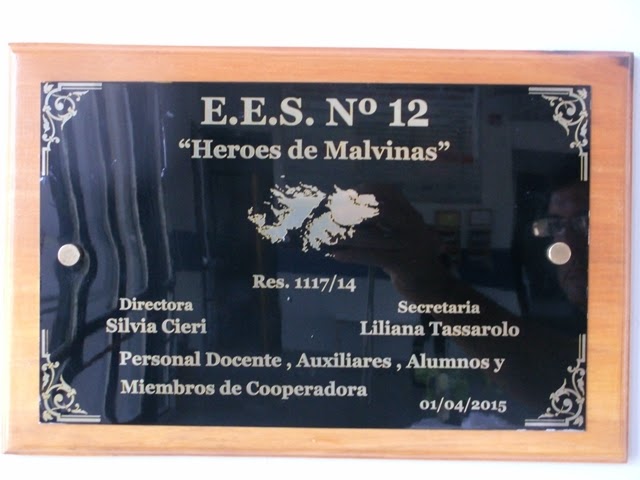 E.E.S. Nº 12
“Heroes de Malvinas”
Res. 1117/14
Directora
Silvia Cieri
Secretaria
Liliana Tassarolo
Personal Docente , Auxiliares , Alumnos y
Miembros de Cooperadora
01/04/2015